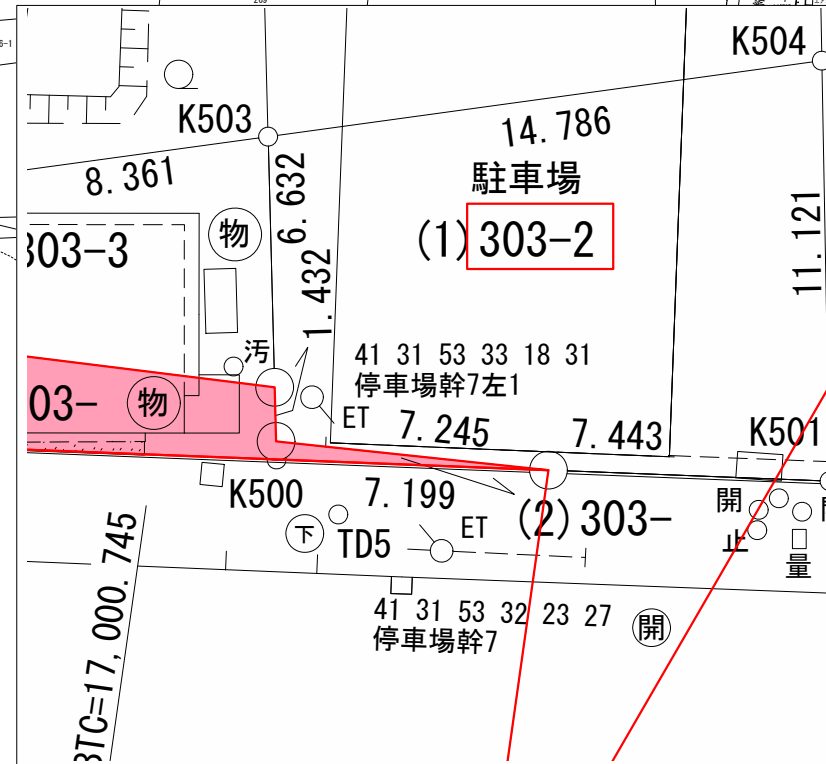 K504
K503
14.786
8.361
6.632
駐車場
物
(1) 303-2
303-3
11.121
1.432
汚
41 31 53 33 18 31
停車場幹7左1
03-
物
ET
7.245
7.443
K501
K500
7.199
開
下
TD5
ET
(2) 303-
止
量
41 31 53 32 23 27
停車場幹7
開
BTC=17,000.745